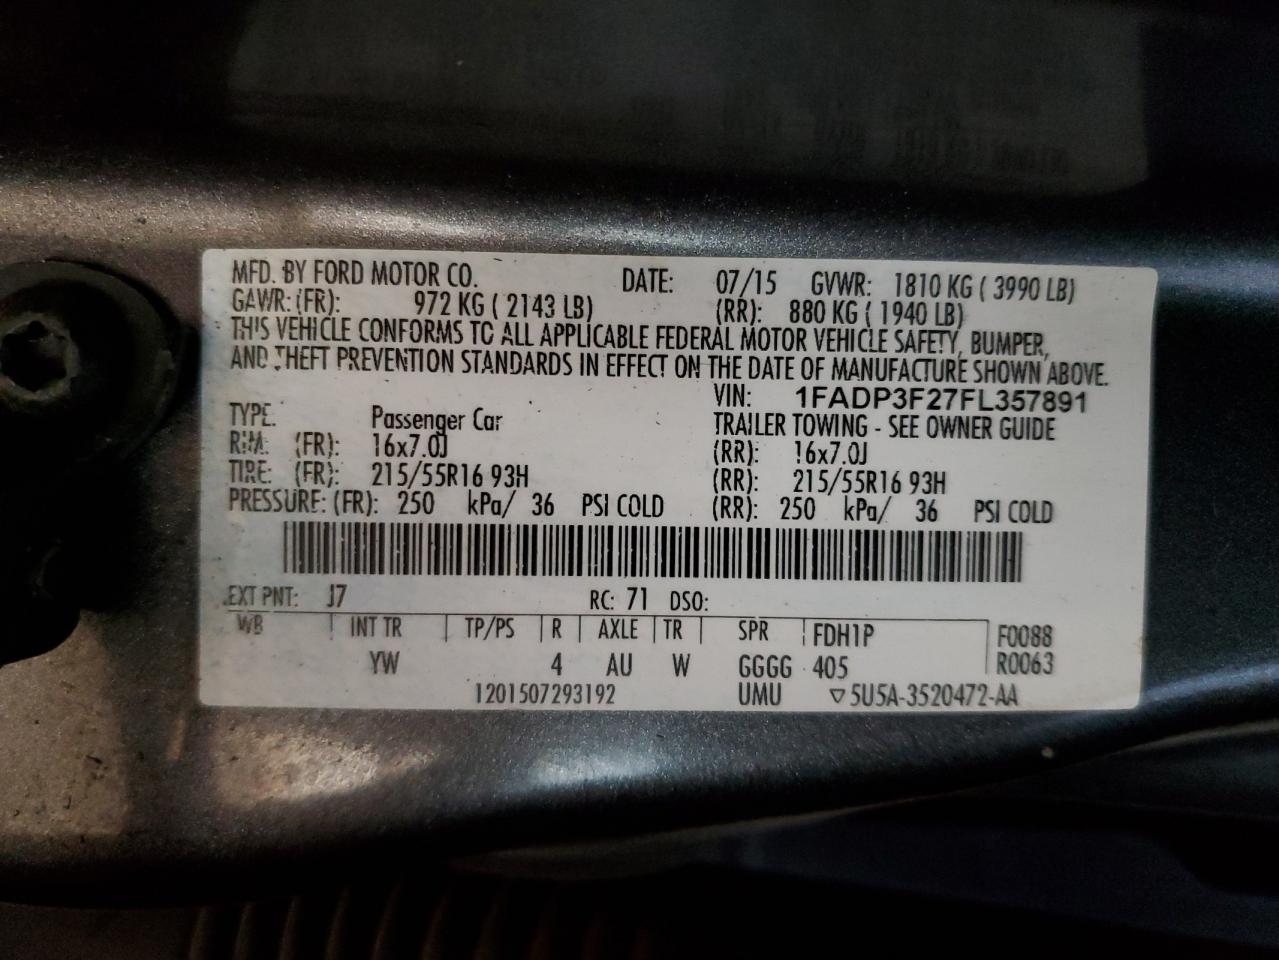 MFD. BY FORD MOTOR CO. DATE: 07/15 GVWR: 1810 KG ( 3990 LB)
GAWR: (FR): 972 KG ( 2143 LB) (RR): 880 KG ( 1940 LB)
THIS VEHICLE CONFORMS TO ALL APPLICABLE FEDERAL MOTOR VEHICLE SAFETY, BUMPER,
AND THEFT PREVENTION STANDARDS IN EFFECT ON THE DATE OF MANUFACTURE SHOWN ABOVE.
VIN: 1FADP3F27FL357891
TYPE: Passenger Car TRAILER TOWING - SEE OWNER GUIDE
RIM: (FR): 16x7.0J (RR): 16x7.0J
TIRE: (FR): 215/55R16 93H (RR): 215/55R16 93H
PRESSURE: (FR): 250 kPa/ 36 PSI COLD (RR): 250 kPa/ 36 PSI COLD
EXT PNT: J7 RC: 71 DSO:
WB INT TR TP/PS R AXLE TR SPR FDH1P F0088
YW 4 AU W GGGG 405 R0063
1201507293192 UMU ▽5U5A-3520472-AA